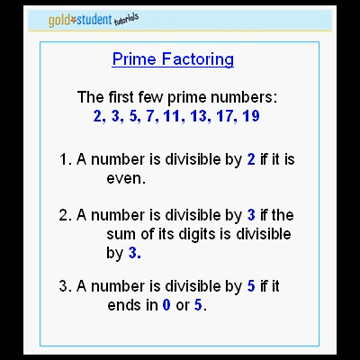 gold★student tutorials
Prime Factoring
The first few prime numbers:
2, 3, 5, 7, 11, 13, 17, 19
1. A number is divisible by 2 if it is
even.
2. A number is divisible by 3 if the
sum of its digits is divisible
by 3.
3. A number is divisible by 5 if it
ends in 0 or 5.